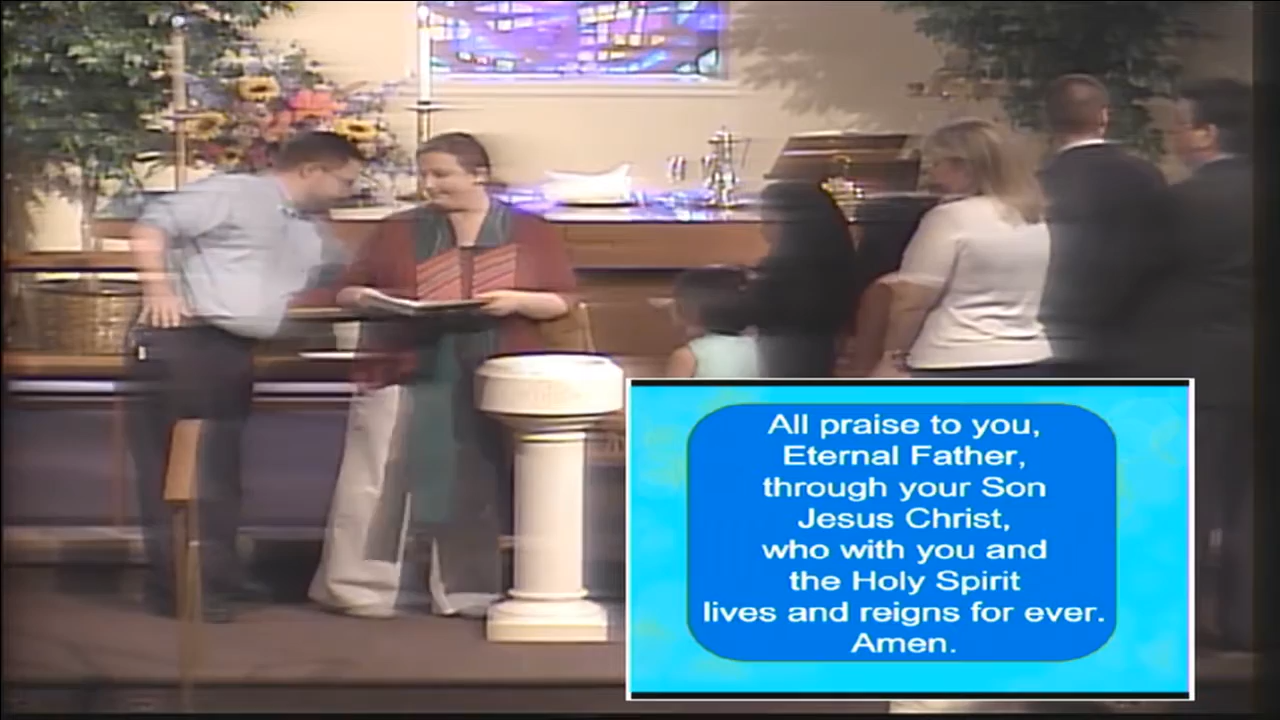 All praise to you,
Eternal Father,
through your Son
Jesus Christ,
who with you and
the Holy Spirit
lives and reigns for ever.
Amen.